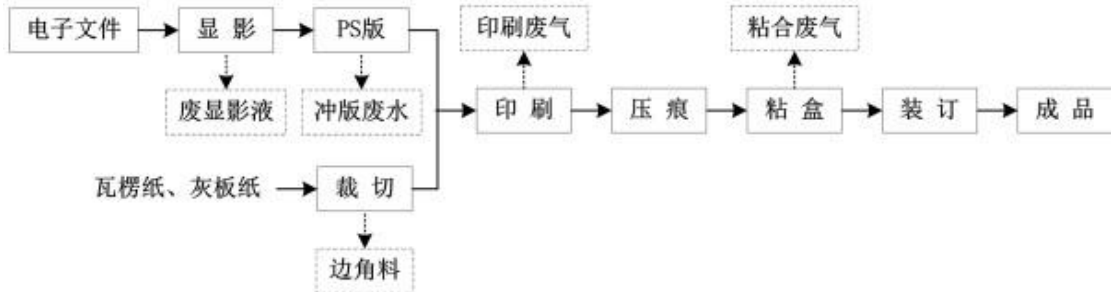 印刷废气
粘合废气
电子文件
显 影
PS版
废显影液
冲版废水
印 刷
压 痕
粘 盒
装 订
成 品
瓦楞纸、灰板纸
裁 切
边角料